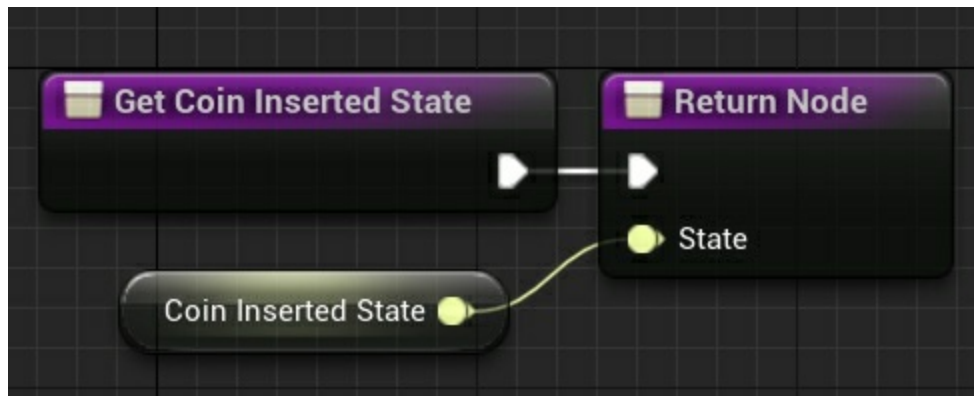 Get Coin Inserted State
Return Node
State
Coin Inserted State